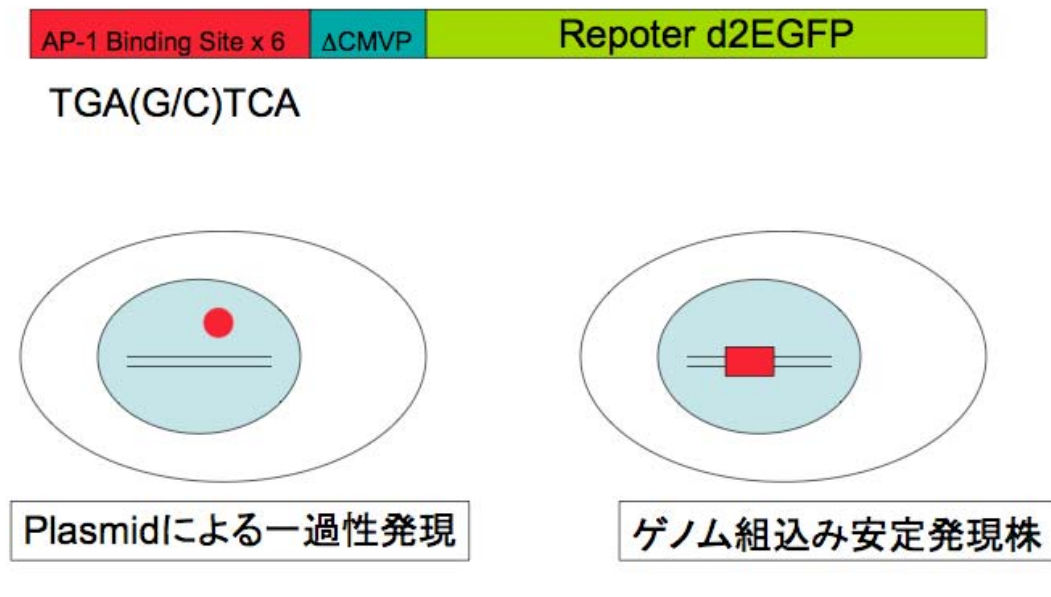 AP-1 Binding Site x 6 ΔCMVP Repoter d2EGFP
TGA(G/C)TCA
Plasmidによる一過性発現
ゲノム組込み安定発現株